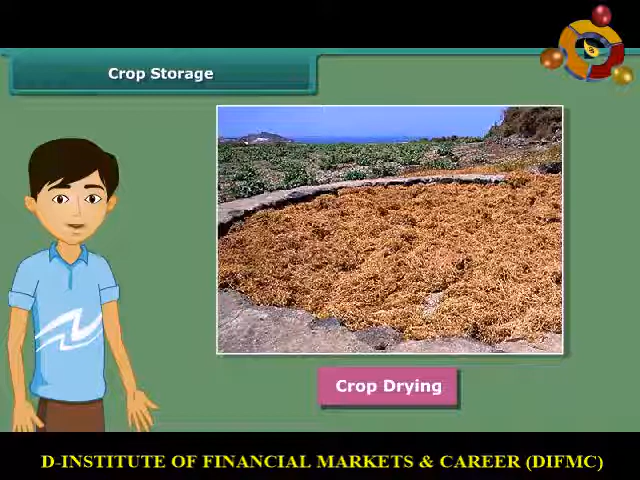 Crop Storage
Crop Drying
D-INSTITUTE OF FINANCIAL MARKETS & CAREER (DIFMC)